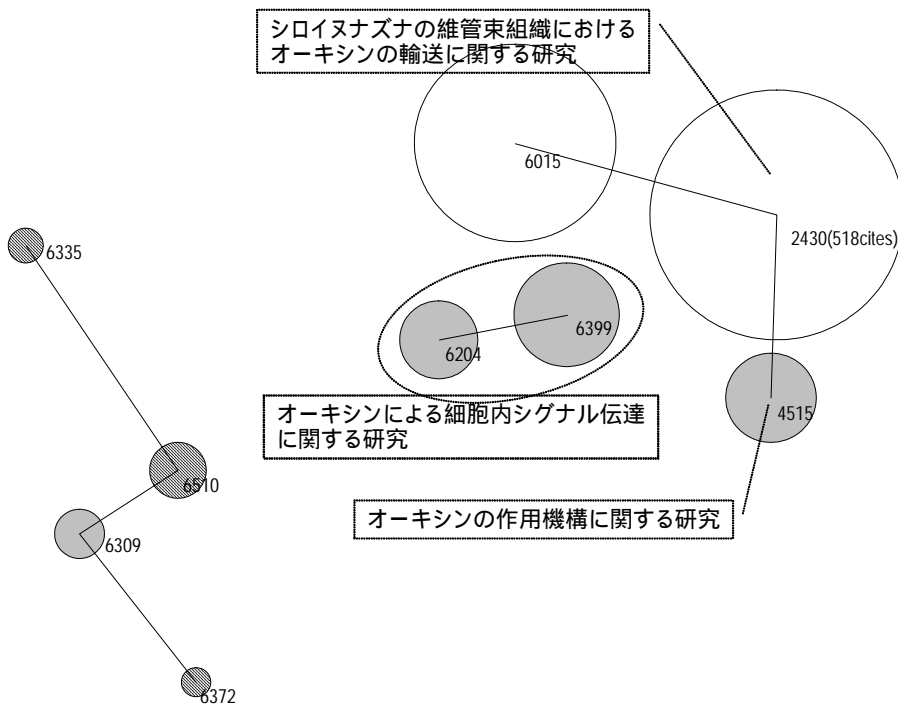 シロイヌナズナの維管束組織における
オーキシンの輸送に関する研究
6015
2430(518cites)
6335
6399
6204
オーキシンによる細胞内シグナル伝達
に関する研究
4515
6510
オーキシンの作用機構に関する研究
6309
6372